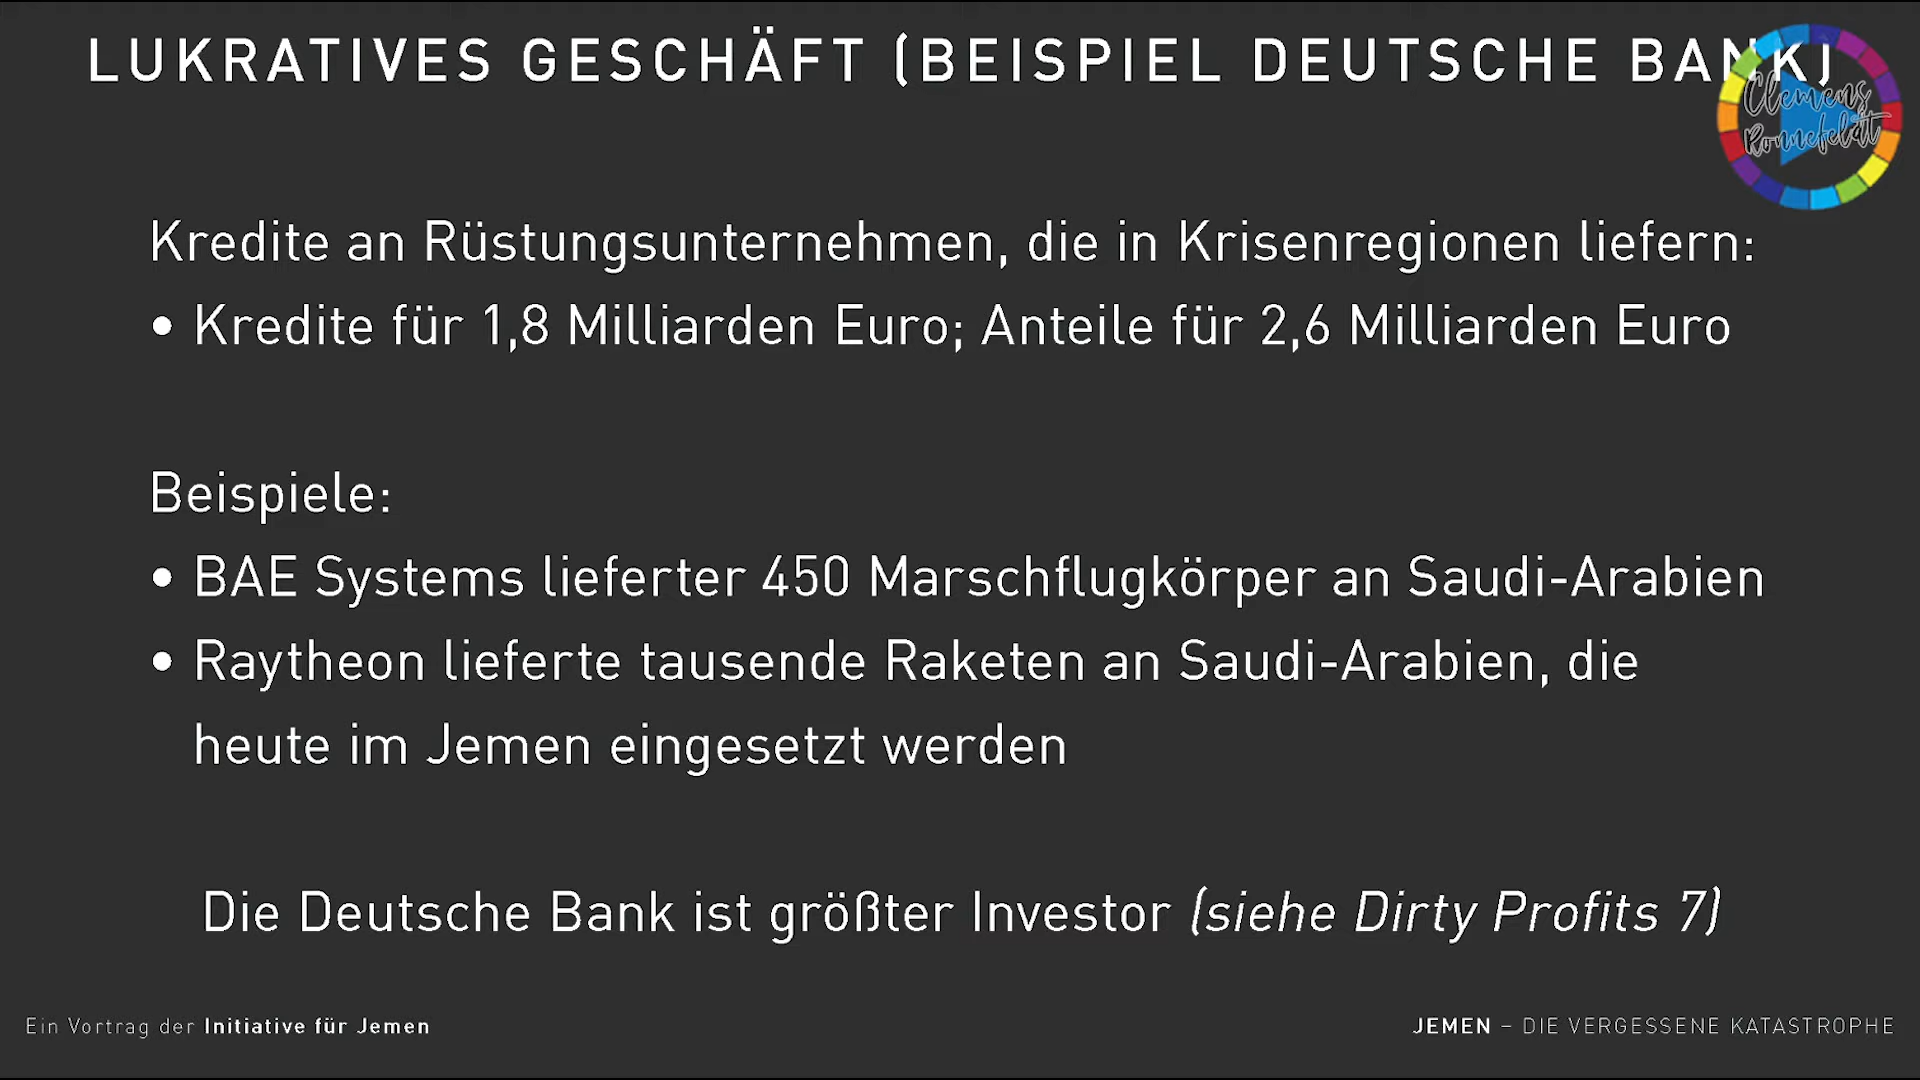 LUKRATIVES GESCHÄFT (BEISPIEL DEUTSCHE BANK)
Clemens
Ronnefeldt
Kredite an Rüstungsunternehmen, die in Krisenregionen liefern:
• Kredite für 1,8 Milliarden Euro; Anteile für 2,6 Milliarden Euro
Beispiele:
• BAE Systems lieferter 450 Marschflugkörper an Saudi-Arabien
• Raytheon lieferte tausende Raketen an Saudi-Arabien, die
heute im Jemen eingesetzt werden
Die Deutsche Bank ist größter Investor (siehe Dirty Profits 7)
Ein Vortrag der Initiative für Jemen
JEMEN – DIE VERGESSENE KATASTROPHE